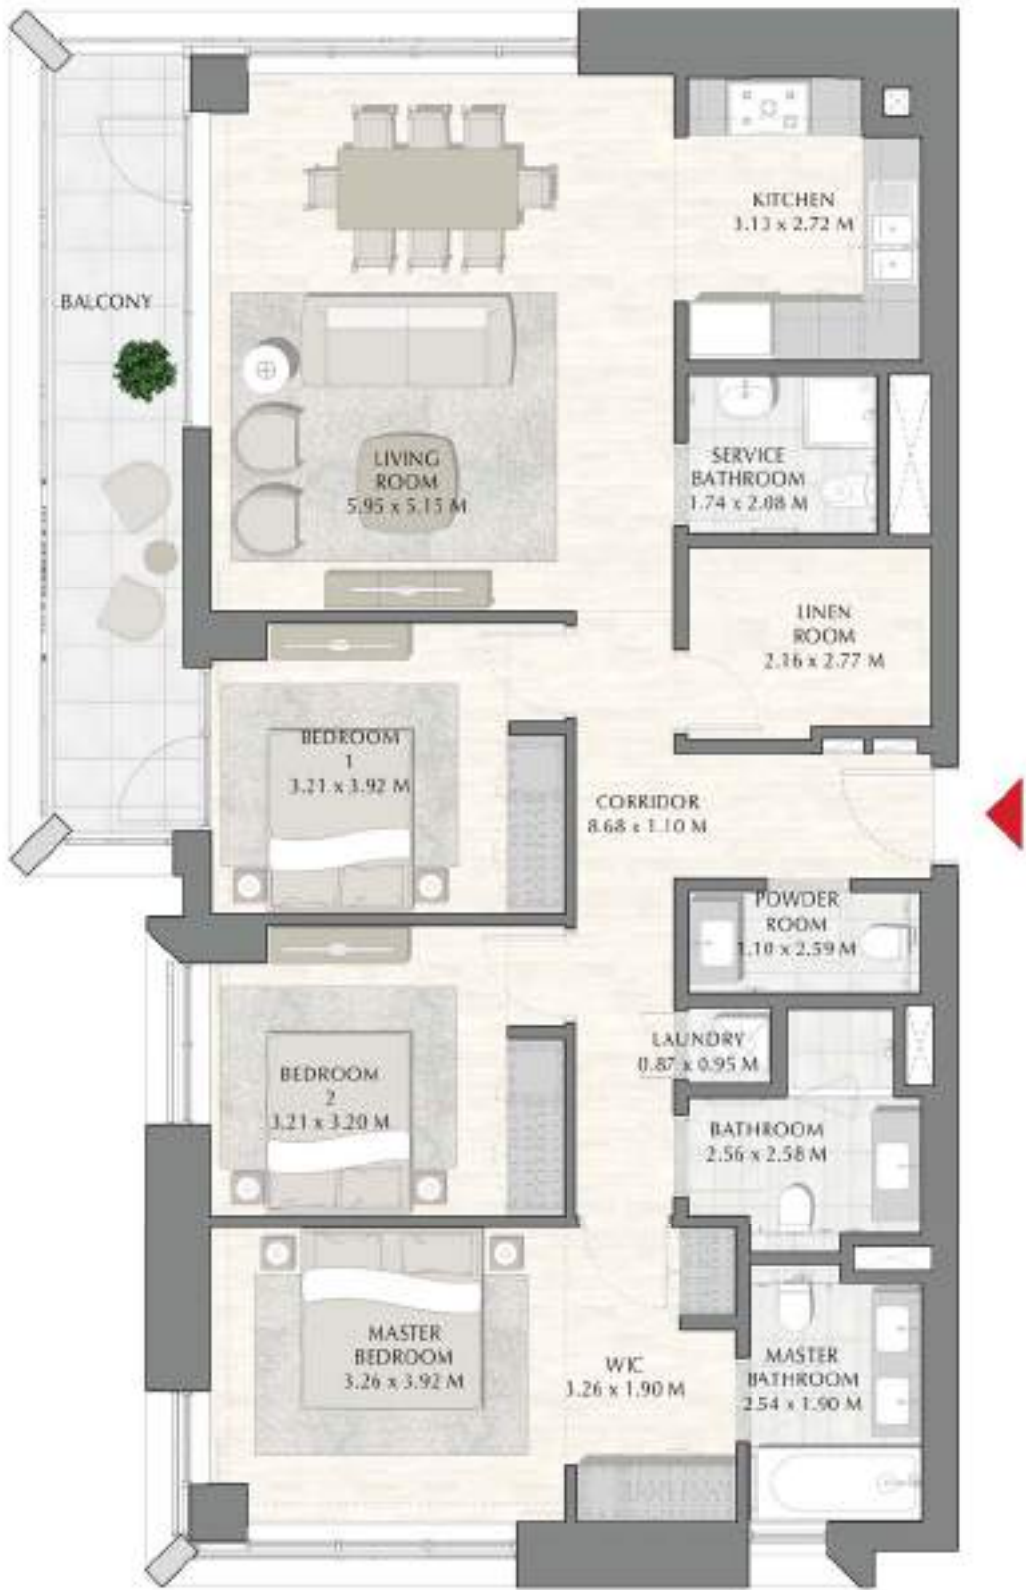 KITCHEN
3.13 x 2.72 M
BALCONY
LIVING
ROOM
5.95 x 5.15 M
SERVICE
BATHROOM
1.74 x 2.08 M
LINEN
ROOM
2.16 x 2.77 M
BEDROOM
1
3.21 x 3.92 M
CORRIDOR
8.68 x 1.10 M
POWDER
ROOM
1.10 x 2.59 M
LAUNDRY
0.87 x 0.95 M
BEDROOM
2
3.21 x 3.20 M
BATHROOM
2.56 x 2.58 M
MASTER
BEDROOM
3.26 x 3.92 M
WIC
3.26 x 1.90 M
MASTER
BATHROOM
2.54 x 1.90 M